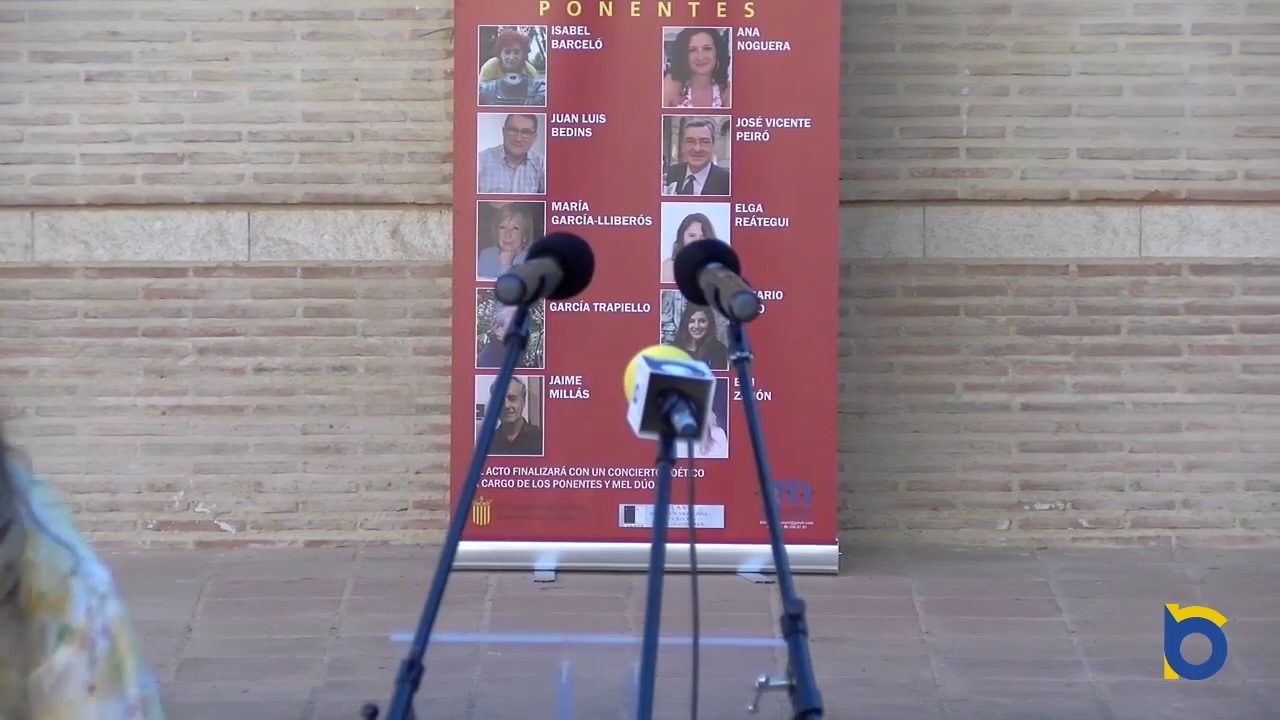 PONENTES
ISABEL
BARCELÓ
ANA
NOGUERA
JUAN LUIS
BEDINS
JOSÉ VICENTE
PEIRÓ
MARÍA
GARCÍA-LLIBERÓS
ELGA
REÁTEGUI
GARCÍA TRAPIELLO
JAIME
MILLÁS
ACTO FINALIZARÁ CON UN CONCIERTO
CARGO DE LOS PONENTES Y MEL DÚO